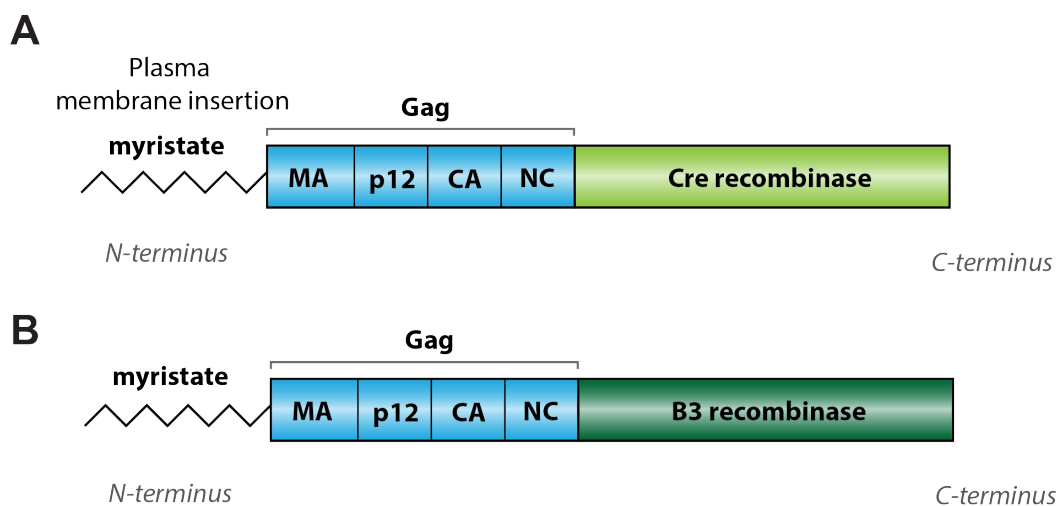 A
Plasma
membrane insertion
Gag
myristate
MA p12 CA NC Cre recombinase
N-terminus
C-terminus
B
Gag
myristate
MA p12 CA NC B3 recombinase
N-terminus
C-terminus